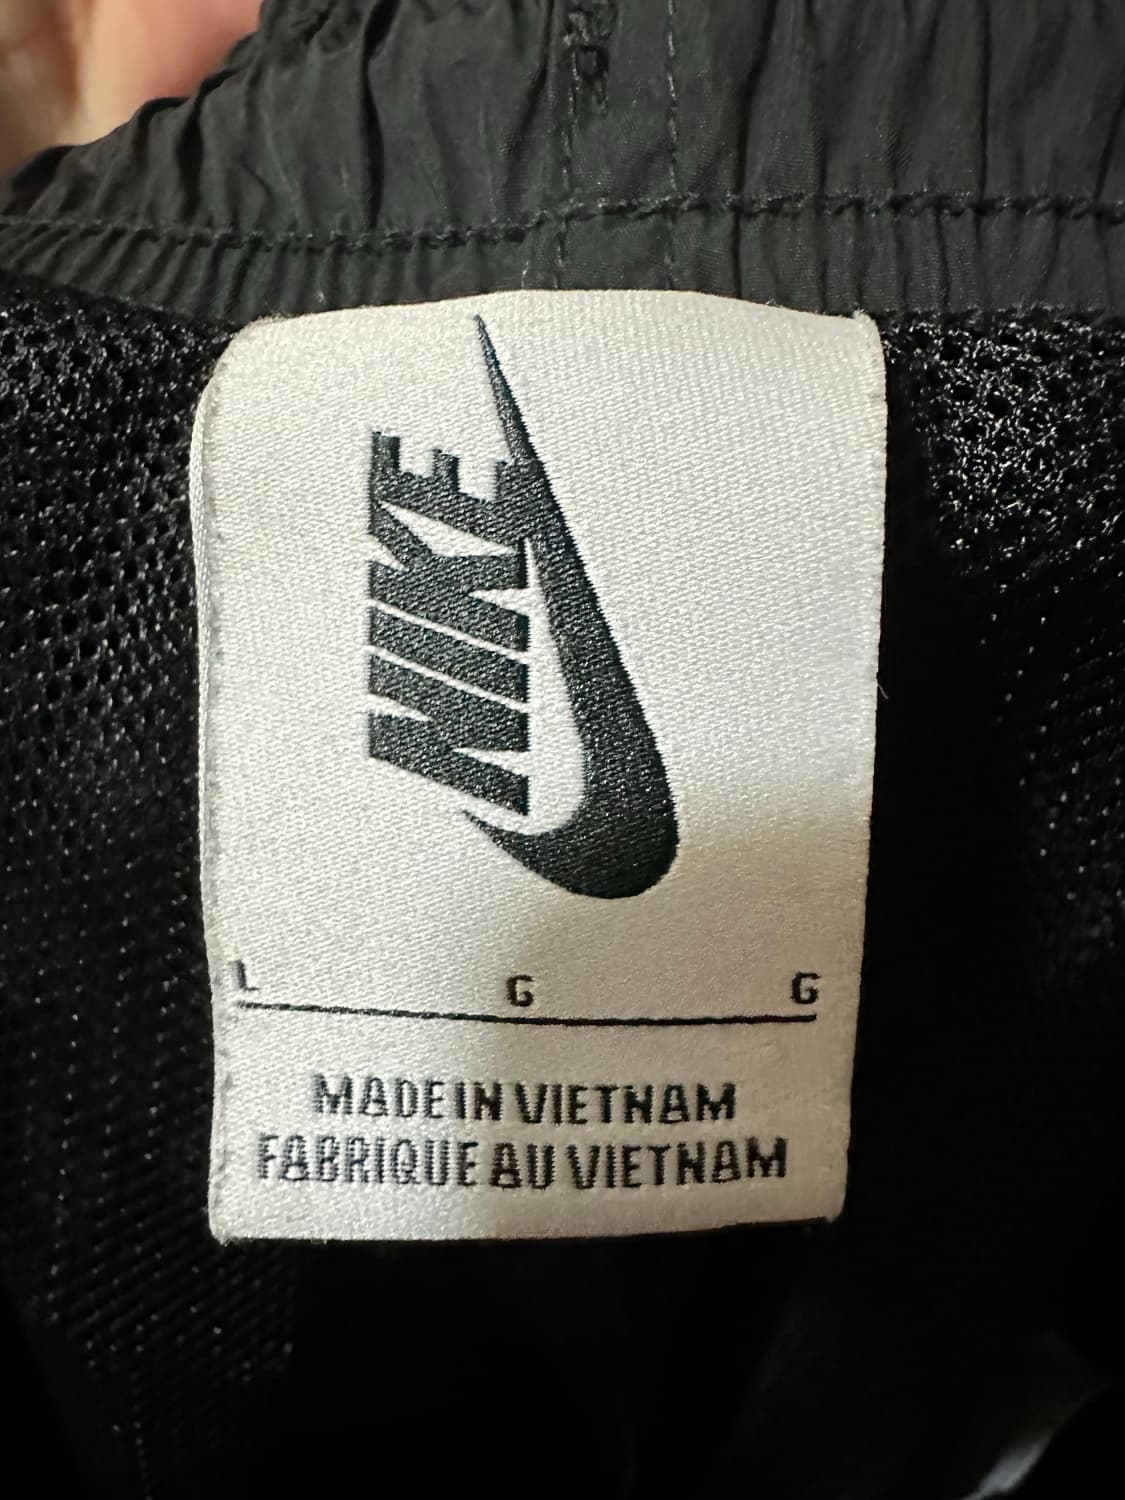 NIKE
L G G
MADE IN VIETNAM
FABRIQUE AU VIETNAM